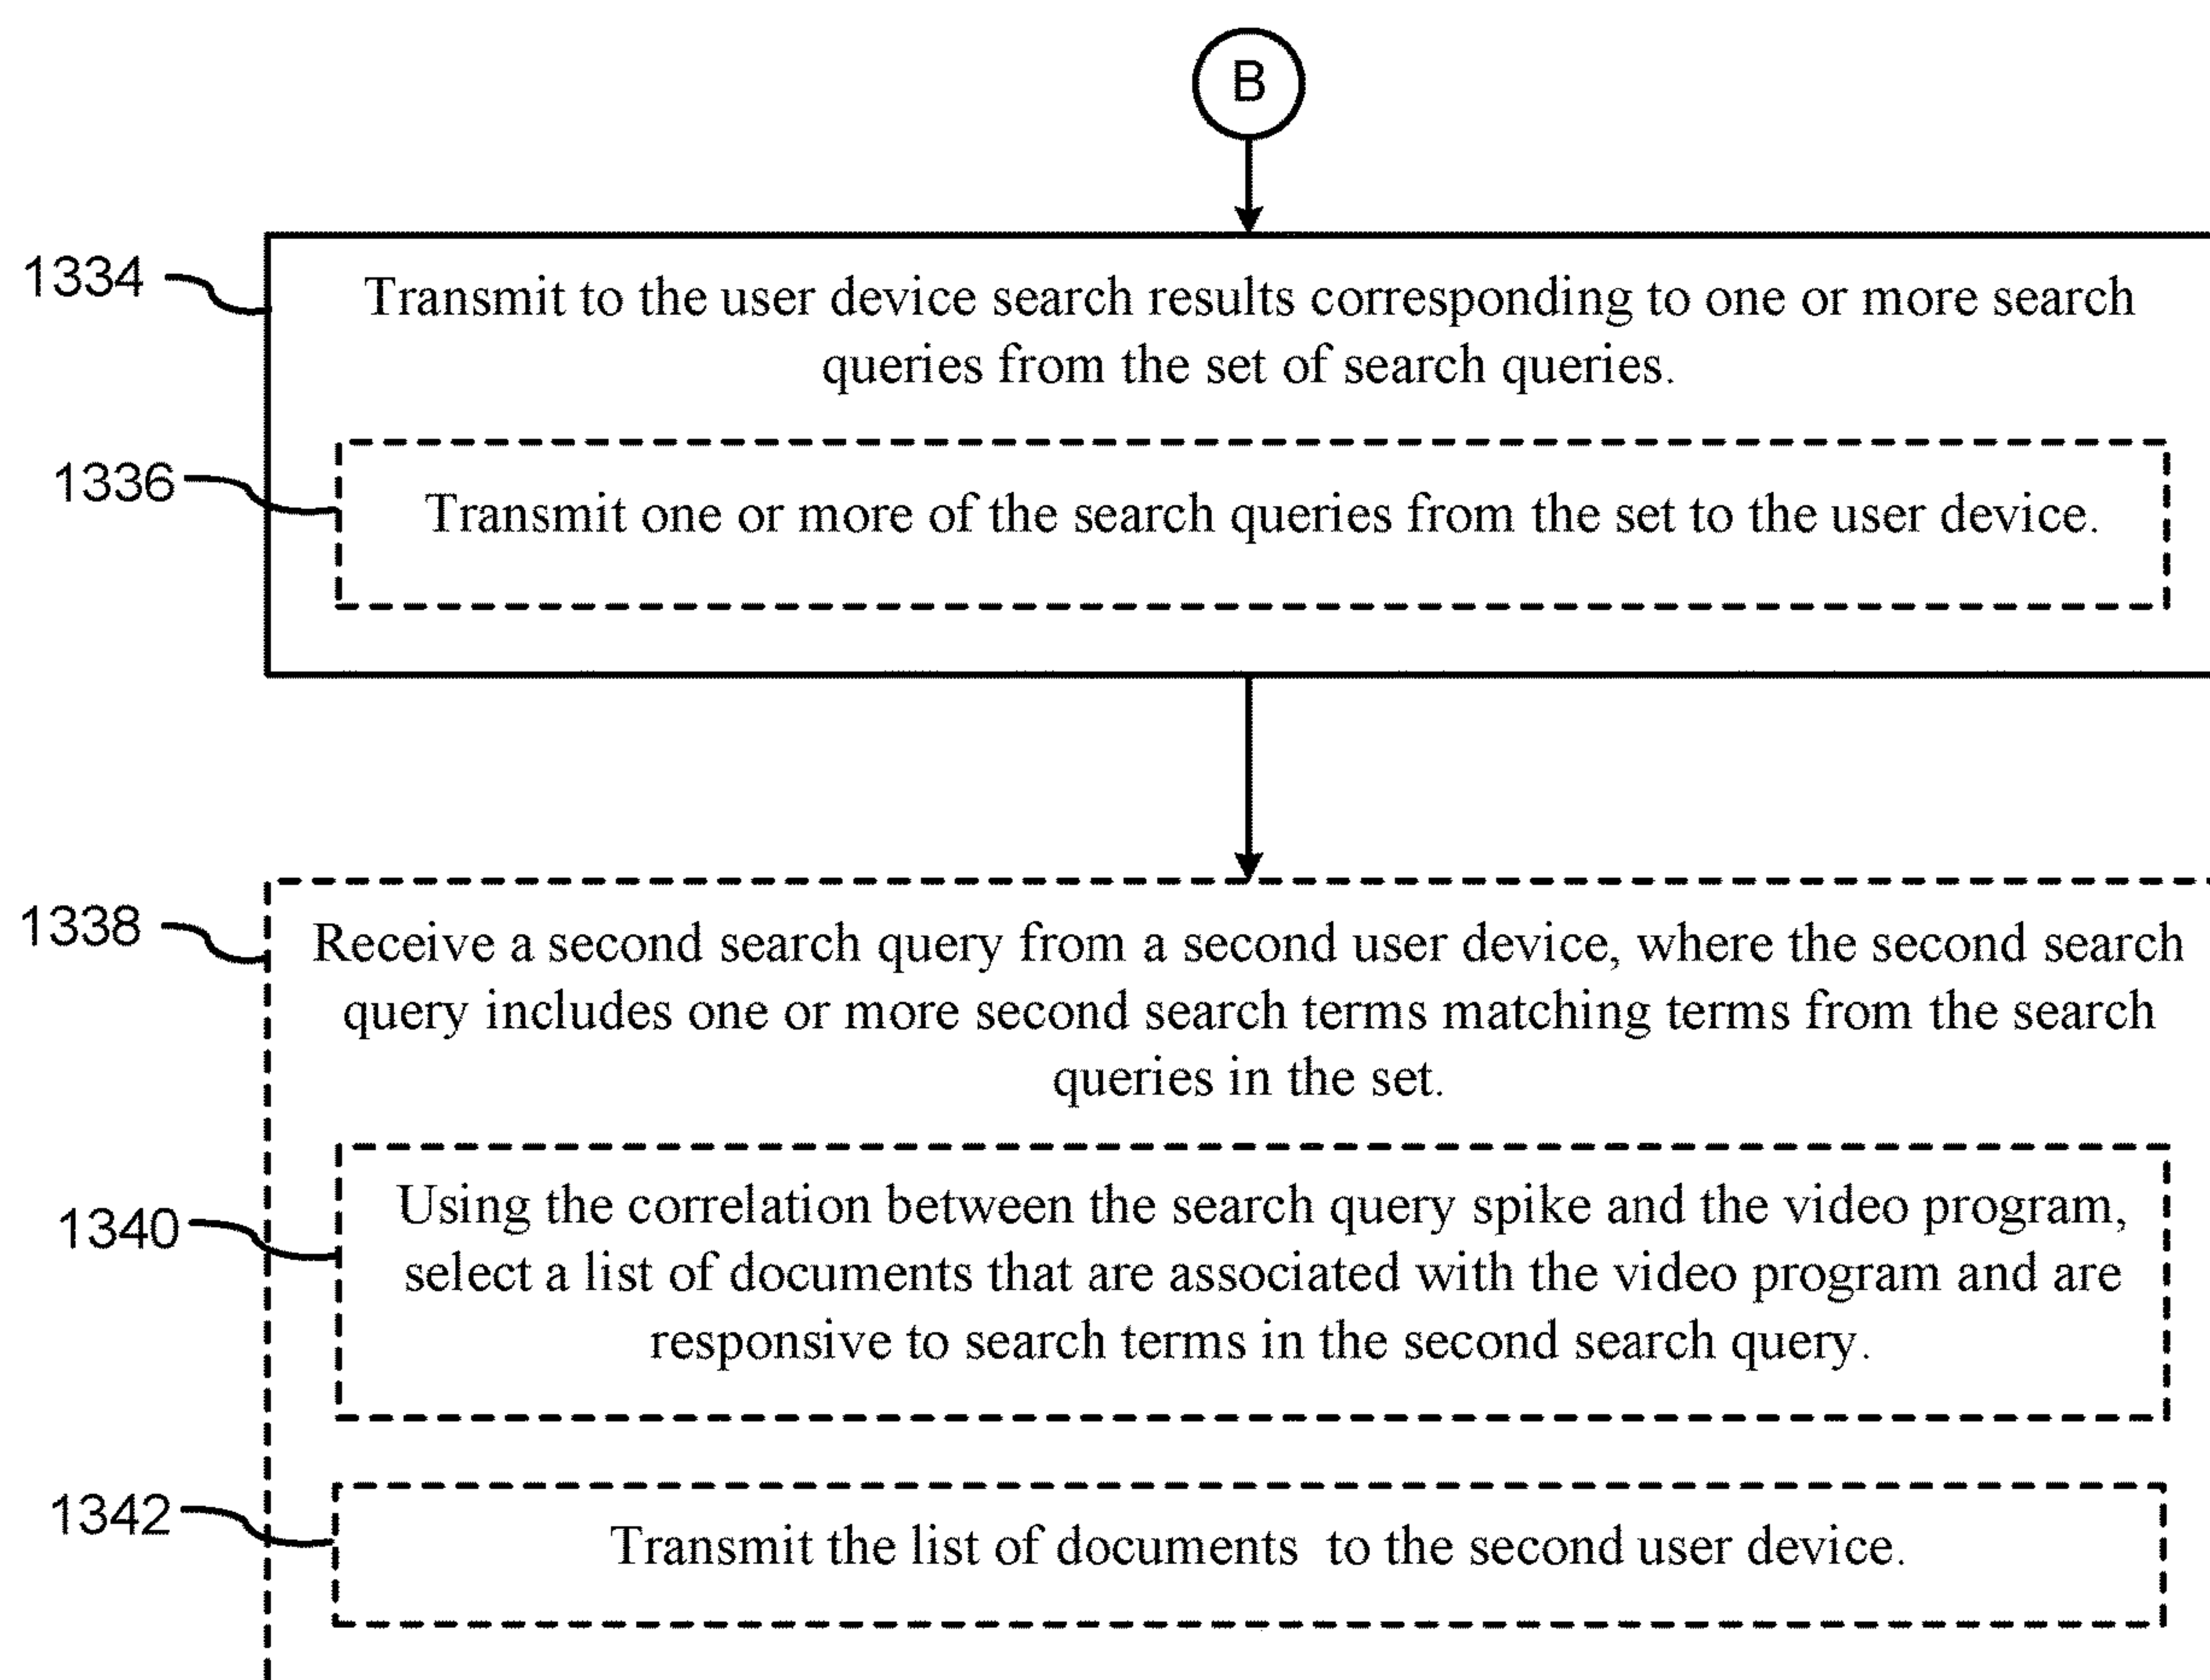 B
1334
Transmit to the user device search results corresponding to one or more search
queries from the set of search queries.
1336
Transmit one or more of the search queries from the set to the user device.
1338
Receive a second search query from a second user device, where the second search
query includes one or more second search terms matching terms from the search
queries in the set.
1340
Using the correlation between the search query spike and the video program,
select a list of documents that are associated with the video program and are
responsive to search terms in the second search query.
1342
Transmit the list of documents to the second user device.